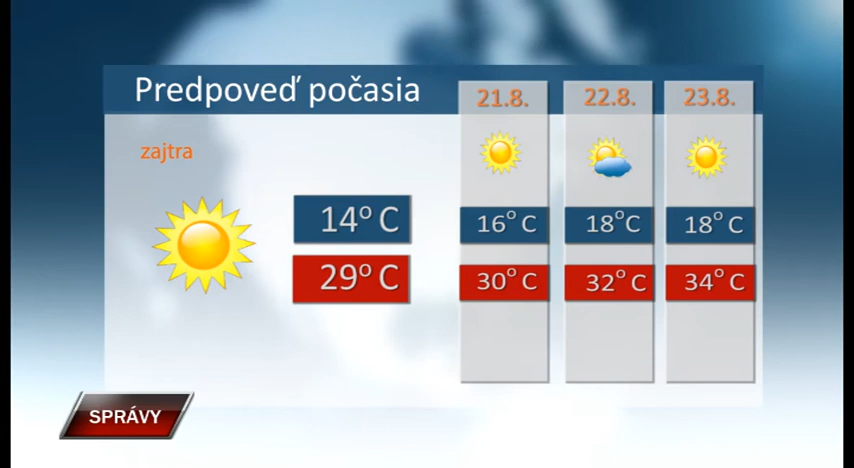 Predpoveď počasia
zajtra
14° C
29° C
21.8.
16° C
30° C
22.8.
18°C
32° C
23.8.
18° C
34° C
SPRÁVY